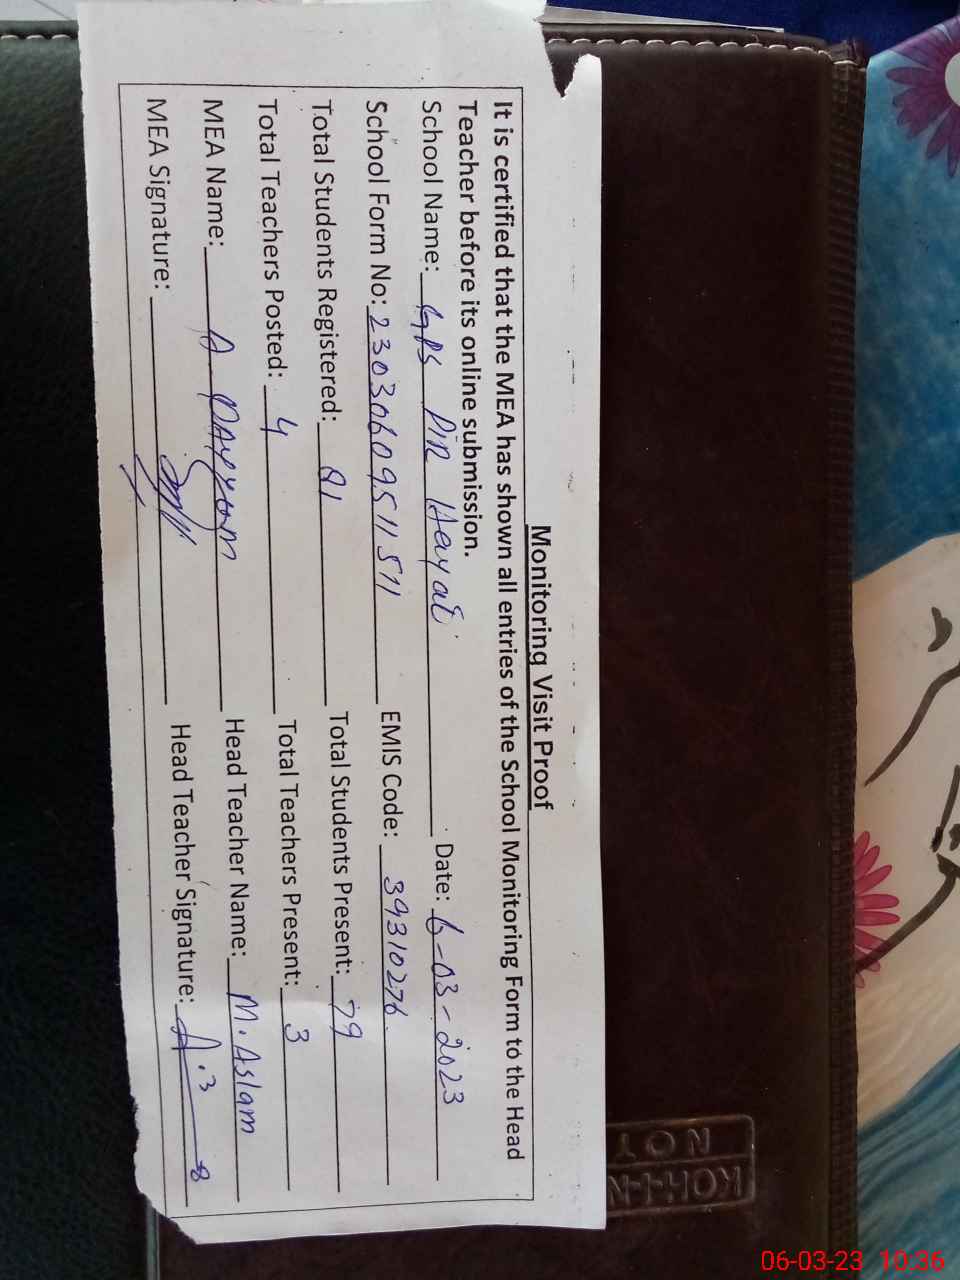 Monitoring Visit Proof
It is certified that the MEA has shown all entries of the School Monitoring Form to the Head
Teacher before its online submission.
School Name: GPS PIR Hayat Date: 6-03-2023
School Form No: 23030609511511 EMIS Code: 39310276
Total Students Registered: 81 Total Students Present: 79
Total Teachers Posted: 4 Total Teachers Present: 3
MEA Name: A Head Teacher Name: M. Aslam
MEA Signature: Head Teacher Signature:
KOH-I-N
NOT
06-03-23 10:36